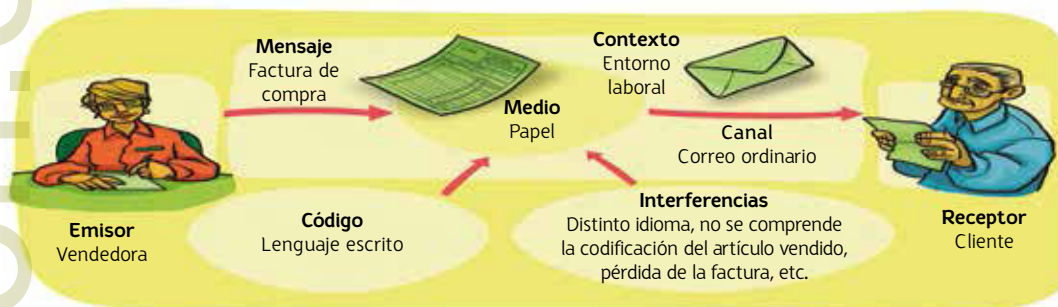 Mensaje
Factura de
compra
Contexto
Entorno
laboral
Medio
Papel
Canal
Correo ordinario
Emisor
Vendedora
Código
Lenguaje escrito
Interferencias
Distinto idioma, no se comprende
la codificación del artículo vendido,
pérdida de la factura, etc.
Receptor
Cliente